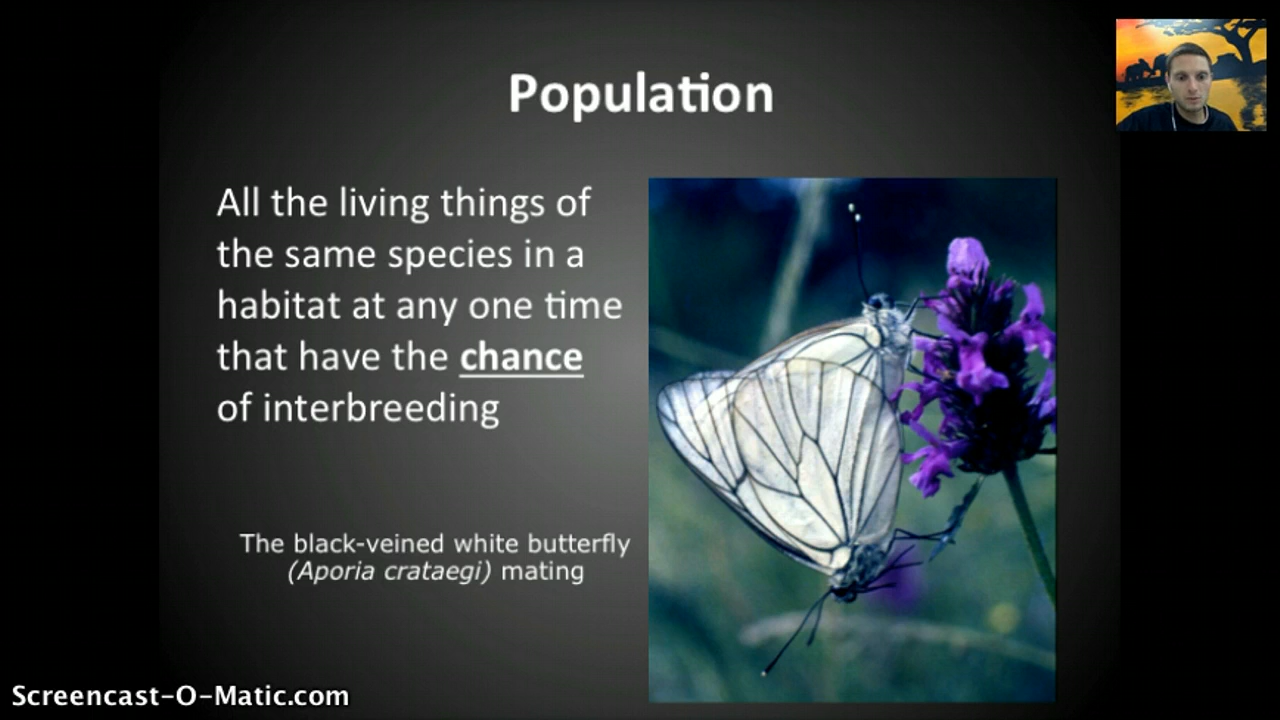 Population
All the living things of
the same species in a
habitat at any one time
that have the chance
of interbreeding
The black-veined white butterfly
(Aporia crataegi) mating
Screencast-O-Matic.com